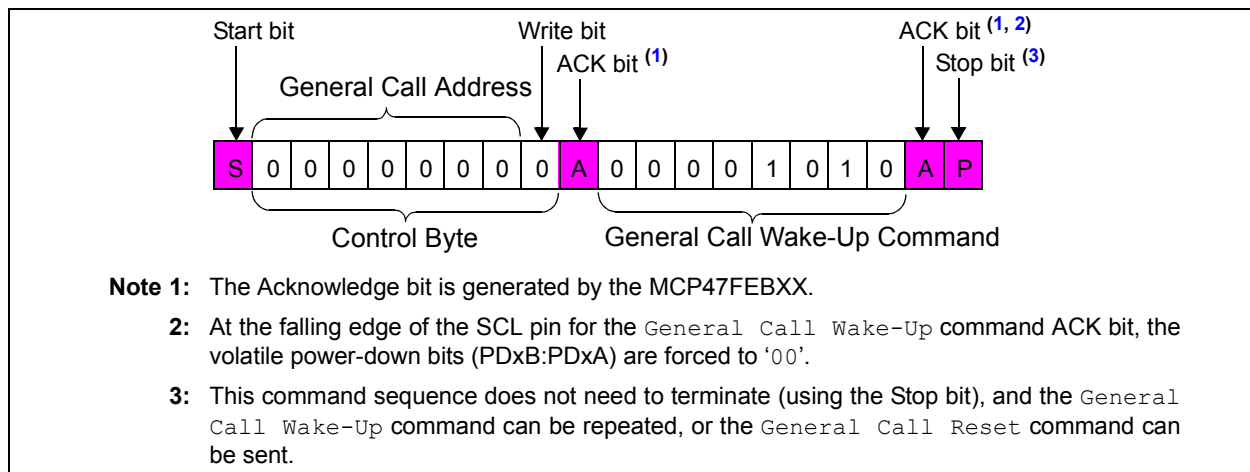 Start bit Write bit ACK bit (1, 2)
ACK bit (1) Stop bit (3)
General Call Address
S 0 0 0 0 0 0 0 0 A 0 0 0 0 1 0 1 0 A P
Control Byte General Call Wake-Up Command
Note 1: The Acknowledge bit is generated by the MCP47FEBXX.
2: At the falling edge of the SCL pin for the General Call Wake-Up command ACK bit, the
volatile power-down bits (PDxB:PDxA) are forced to ‘00’.
3: This command sequence does not need to terminate (using the Stop bit), and the General
Call Wake-Up command can be repeated, or the General Call Reset command can
be sent.